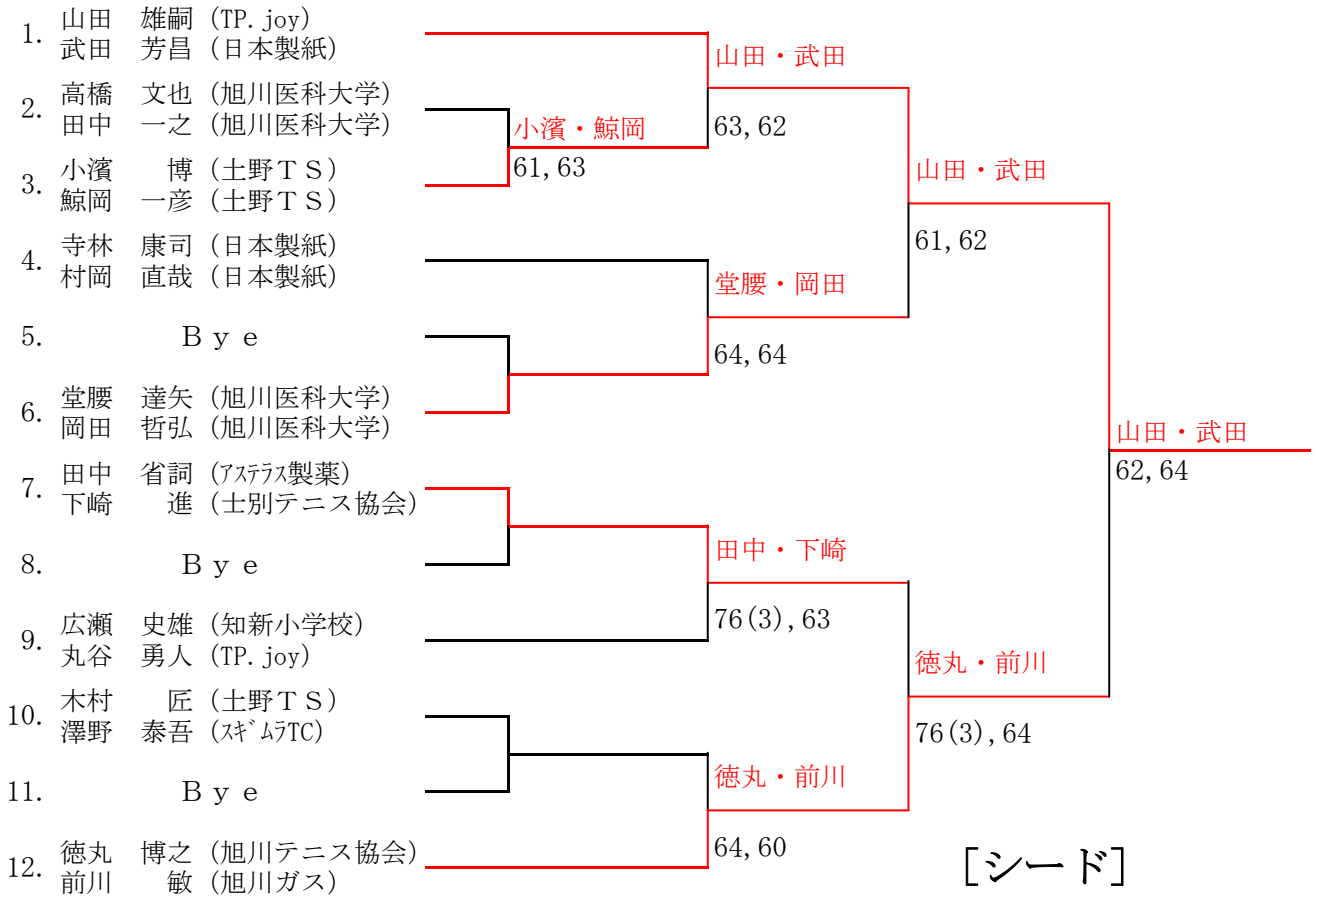 1. 山田　雄嗣 (TP. joy)
武田　芳昌 (日本製紙)
2. 高橋　文也 (旭川医科大学)
田中　一之 (旭川医科大学)
3. 小濱　　博 (土野ＴＳ)
鯨岡　一彦 (土野ＴＳ)
4. 寺林　康司 (日本製紙)
村岡　直哉 (日本製紙)
5. Ｂｙｅ
6. 堂腰　達矢 (旭川医科大学)
岡田　哲弘 (旭川医科大学)
7. 田中　省詞 (ｱｽﾃﾗｽ製薬)
下崎　　進 (士別テニス協会)
8. Ｂｙｅ
9. 広瀬　史雄 (知新小学校)
丸谷　勇人 (TP. joy)
10. 木村　　匠 (土野ＴＳ)
澤野　泰吾 (ｽｷﾞﾑﾗTC)
11. Ｂｙｅ
12. 徳丸　博之 (旭川テニス協会)
前川　　敏 (旭川ガス)
小濱・鯨岡
61, 63
山田・武田
63, 62
堂腰・岡田
64, 64
田中・下崎
76(3), 63
徳丸・前川
64, 60
山田・武田
61, 62
徳丸・前川
76(3), 64
山田・武田
62, 64
[シード]